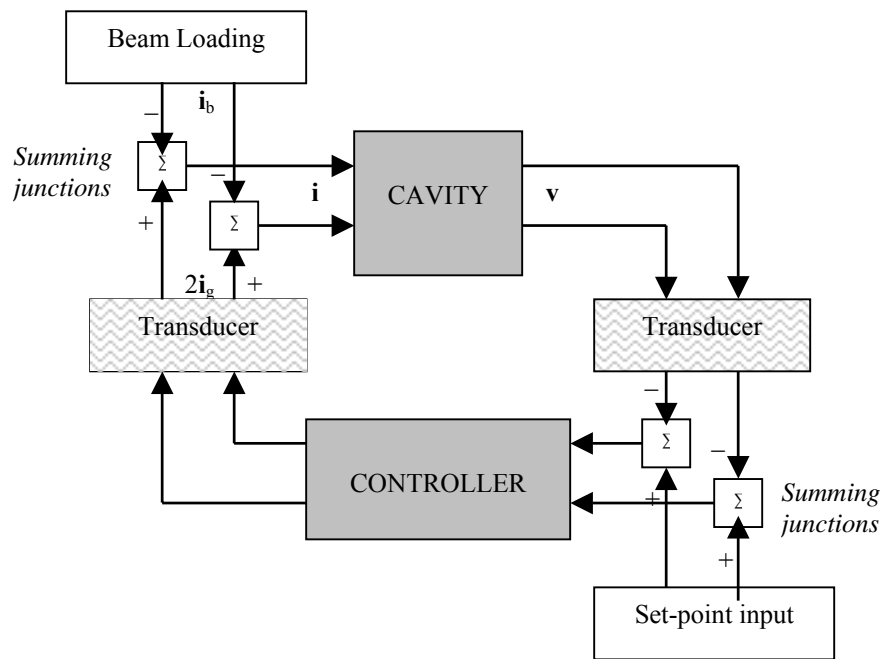 Beam Loading
− i_b
Summing
junctions
Σ
−
i
CAVITY
v
+
Σ
2i_g +
Transducer
Transducer
−
Σ
−
CONTROLLER
+
Σ
Summing
junctions
+
Set-point input